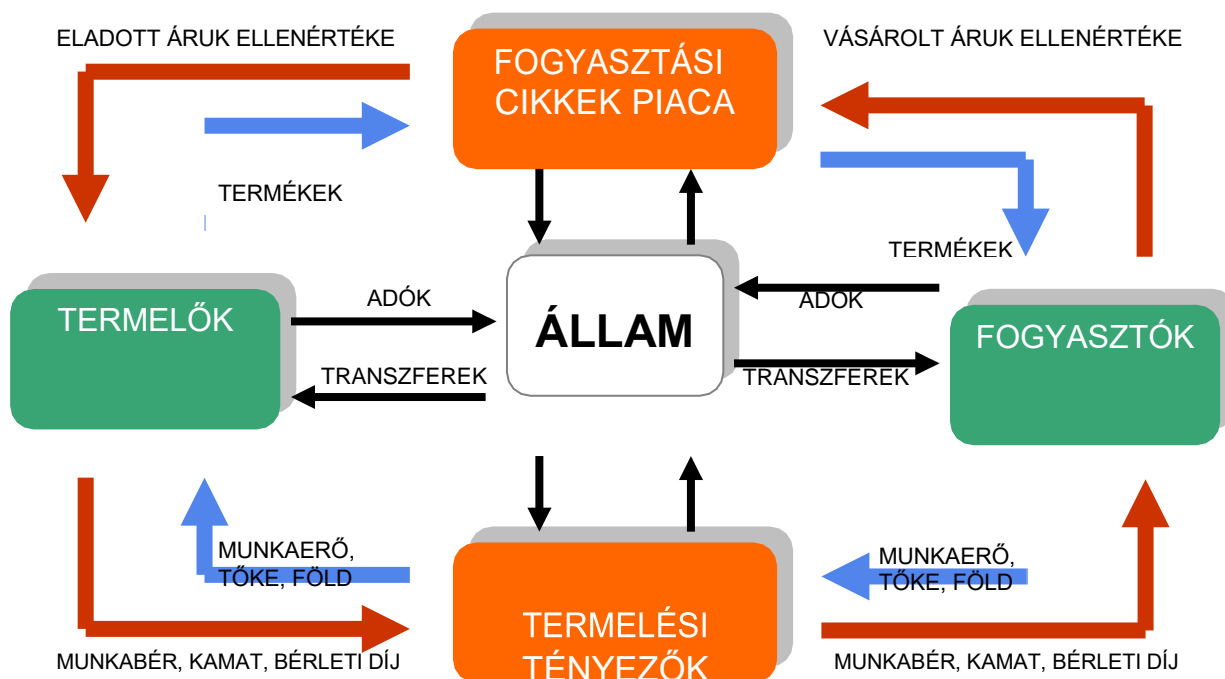 ELADOTT ÁRUK ELLENÉRTÉKE
FOGYASZTÁSI
CIKKEK PIACA
VÁSÁROLT ÁRUK ELLENÉRTÉKE
TERMÉKEK
TERMÉKEK
TERMELŐK
ADÓK
ÁLLAM
ADÓK
FOGYASZTÓK
TRANSZFEREK
TRANSZFEREK
MUNKAERŐ,
TŐKE, FÖLD
MUNKAERŐ,
TŐKE, FÖLD
TERMELÉSI
TÉNYEZŐK
MUNKABÉR, KAMAT, BÉRLETI DÍJ
MUNKABÉR, KAMAT, BÉRLETI DÍJ